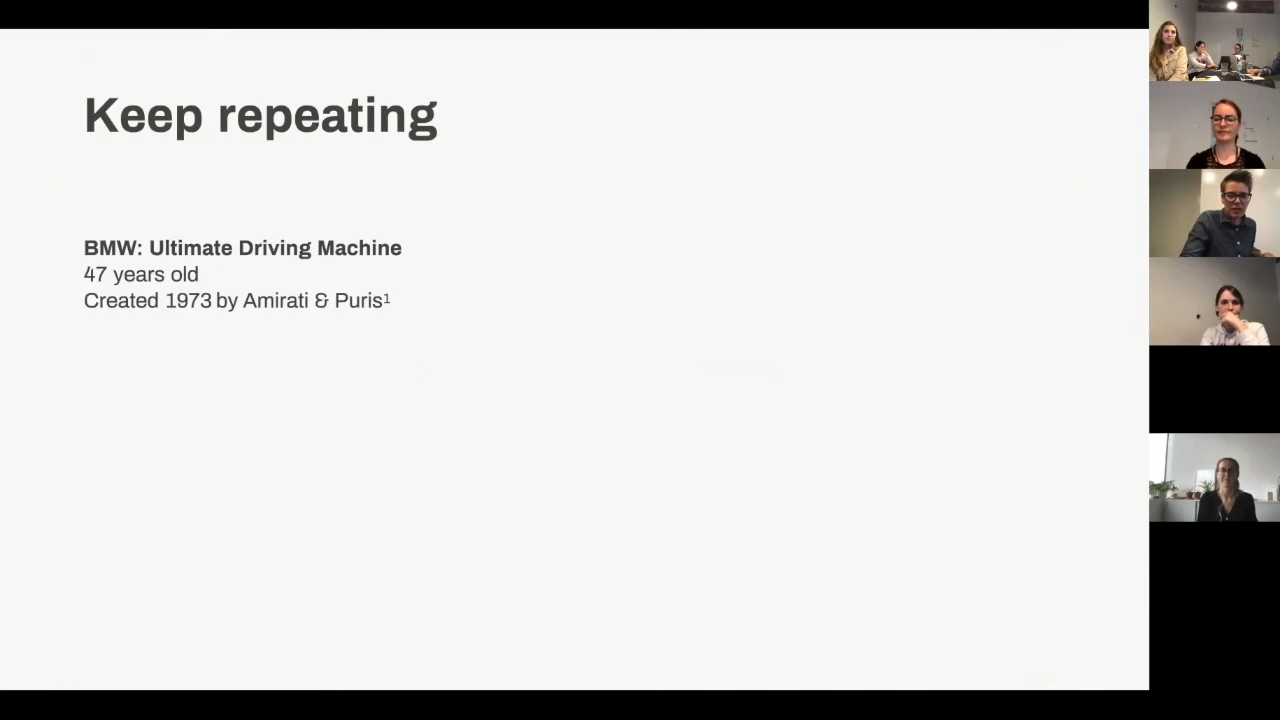 Keep repeating
BMW: Ultimate Driving Machine
47 years old
Created 1973 by Amirati & Puris¹